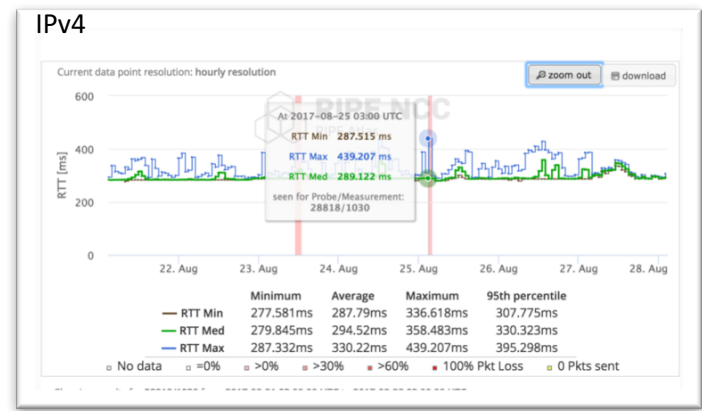 IPv4
Current data point resolution: hourly resolution
zoom out
download
600
400
200
0
RTT [ms]
RIPE NCC
At 2017-08-25 03:00 UTC
RTT Min 287.515 ms
RTT Max 439.207 ms
RTT Med 289.122 ms
seen for Probe/Measurement:
28818/1030
22. Aug 23. Aug 24. Aug 25. Aug 26. Aug 27. Aug 28. Aug
Minimum Average Maximum 95th percentile
RTT Min 277.581ms 287.79ms 336.618ms 307.775ms
RTT Med 279.845ms 294.52ms 358.483ms 330.323ms
RTT Max 287.332ms 330.22ms 439.207ms 395.298ms
No data =0% >0% >30% >60% 100% Pkt Loss 0 Pkts sent